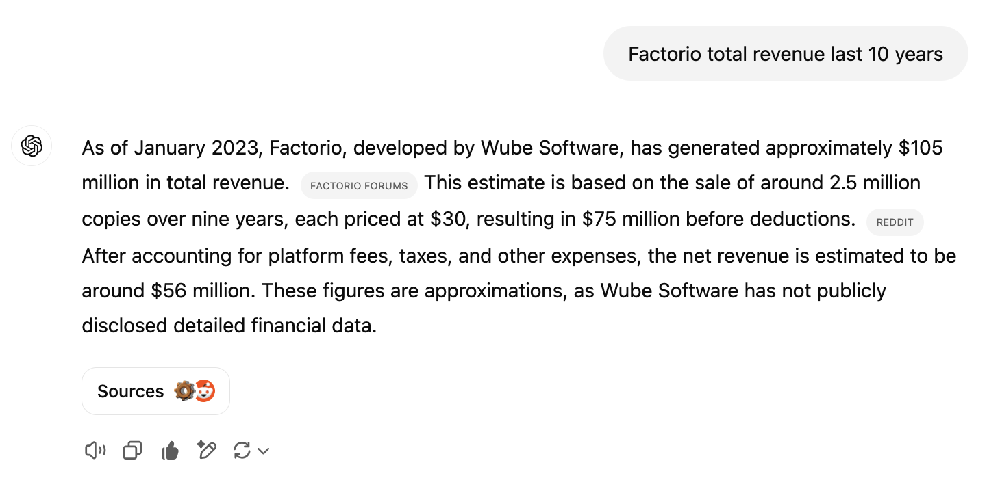 Factorio total revenue last 10 years
As of January 2023, Factorio, developed by Wube Software, has generated approximately $105
million in total revenue. FACTORIO FORUMS This estimate is based on the sale of around 2.5 million
copies over nine years, each priced at $30, resulting in $75 million before deductions. REDDIT
After accounting for platform fees, taxes, and other expenses, the net revenue is estimated to be
around $56 million. These figures are approximations, as Wube Software has not publicly
disclosed detailed financial data.
Sources